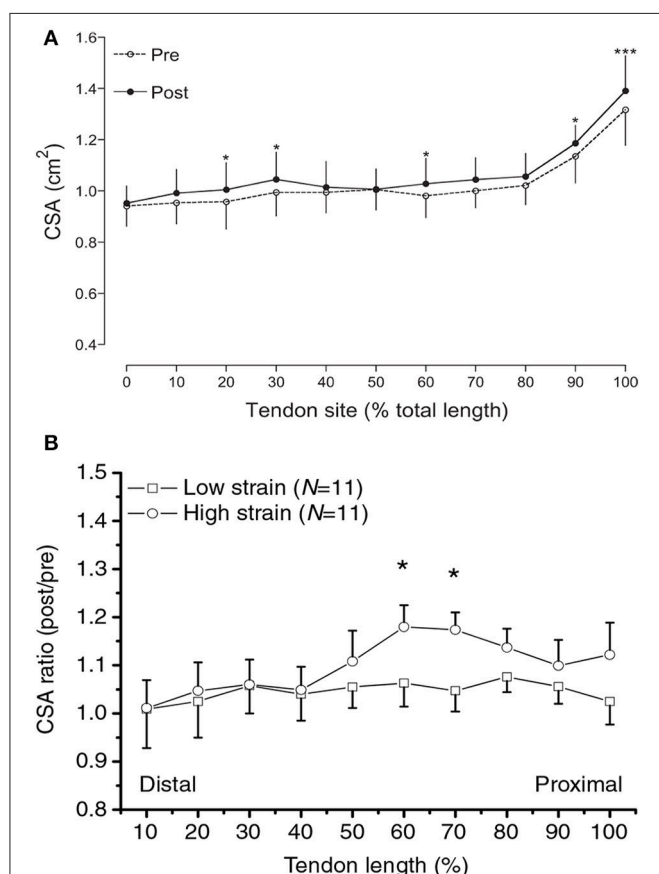 A
1.6
Pre
Post
***
1.4
1.2
* * * *
1.0
0.8
0.6
0.4
CSA (cm²)
0 10 20 30 40 50 60 70 80 90 100
Tendon site (% total length)
B
1.5
Low strain (N=11)
High strain (N=11)
1.4
1.3
* *
1.2
1.1
1.0
0.9
0.8
CSA ratio (post/pre)
Distal Proximal
10 20 30 40 50 60 70 80 90 100
Tendon length (%)